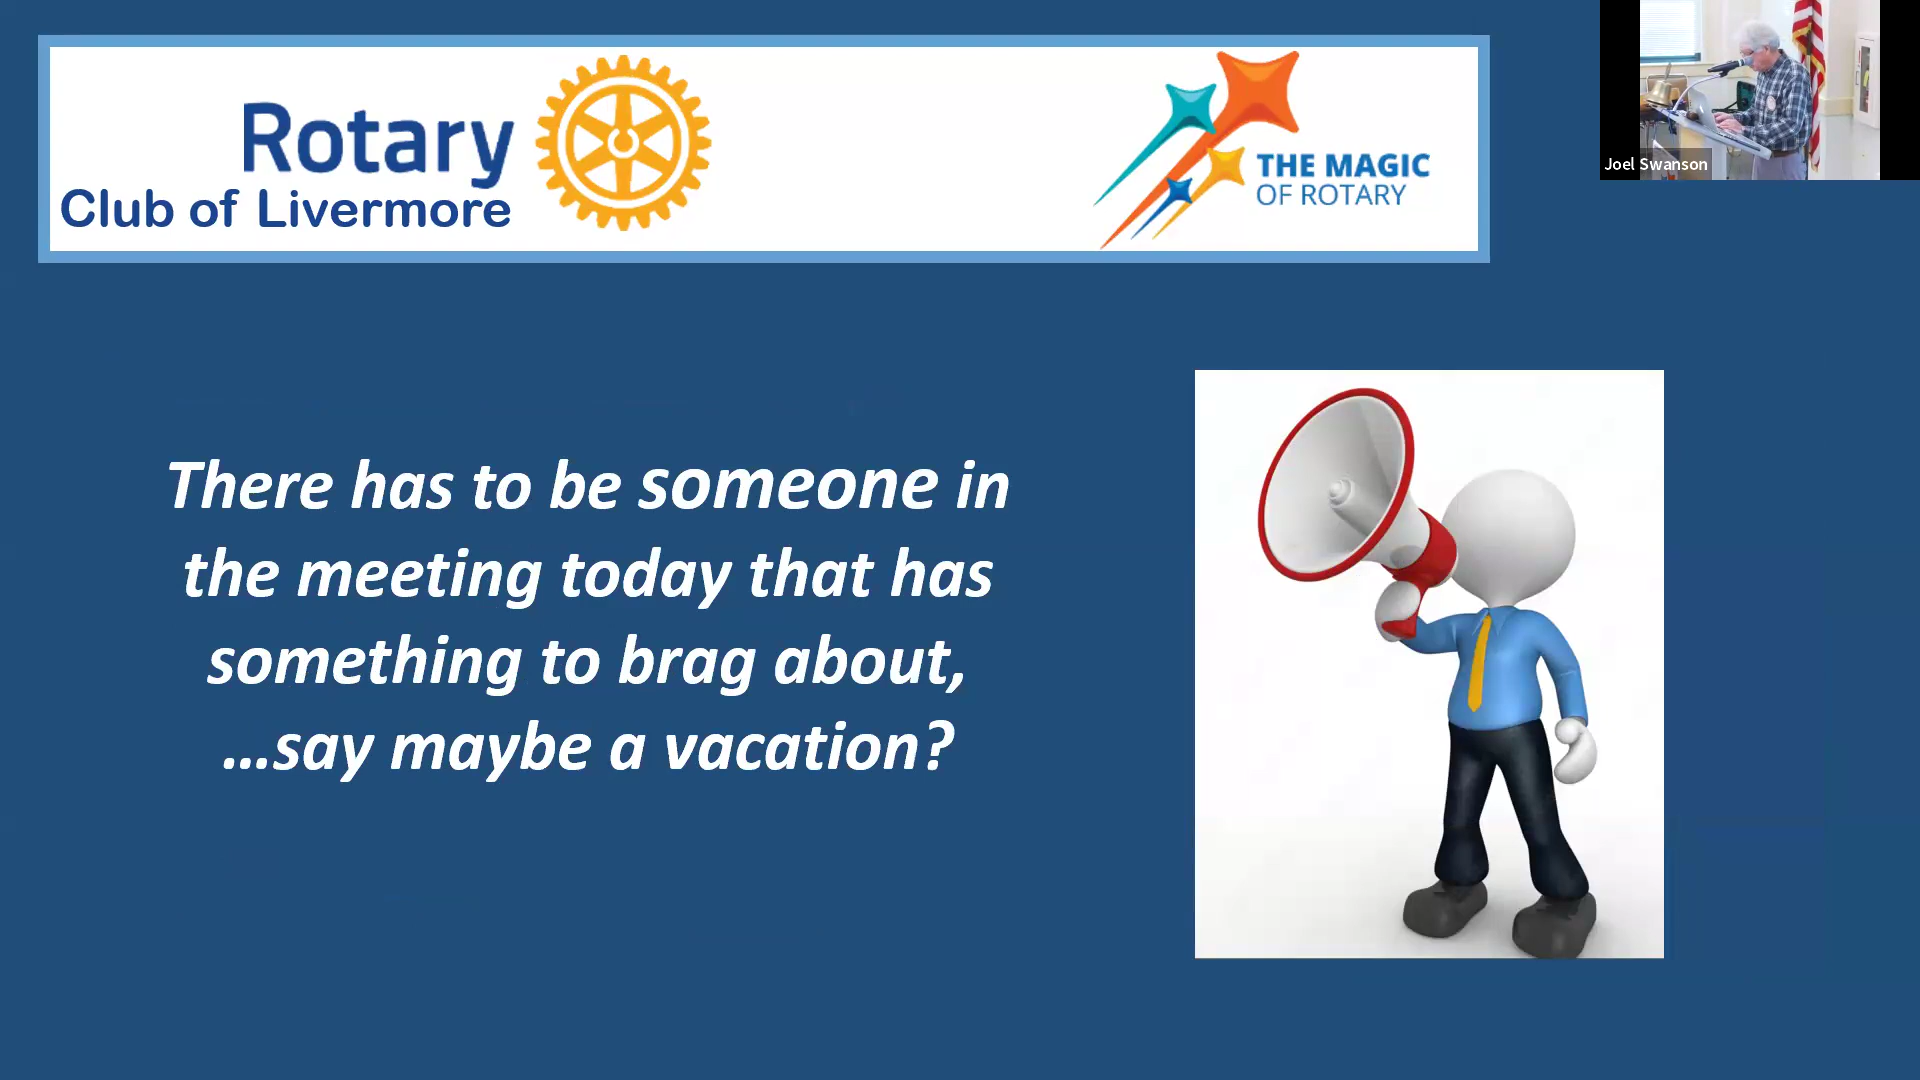 Rotary
Club of Livermore
THE MAGIC
OF ROTARY
Joel Swanson
There has to be someone in
the meeting today that has
something to brag about,
...say maybe a vacation?